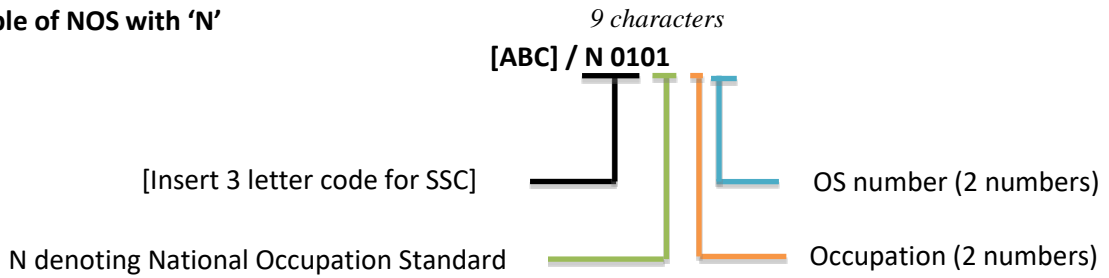 ple of NOS with ‘N’
9 characters
[ABC] / N 0101
[Insert 3 letter code for SSC]
OS number (2 numbers)
N denoting National Occupation Standard
Occupation (2 numbers)